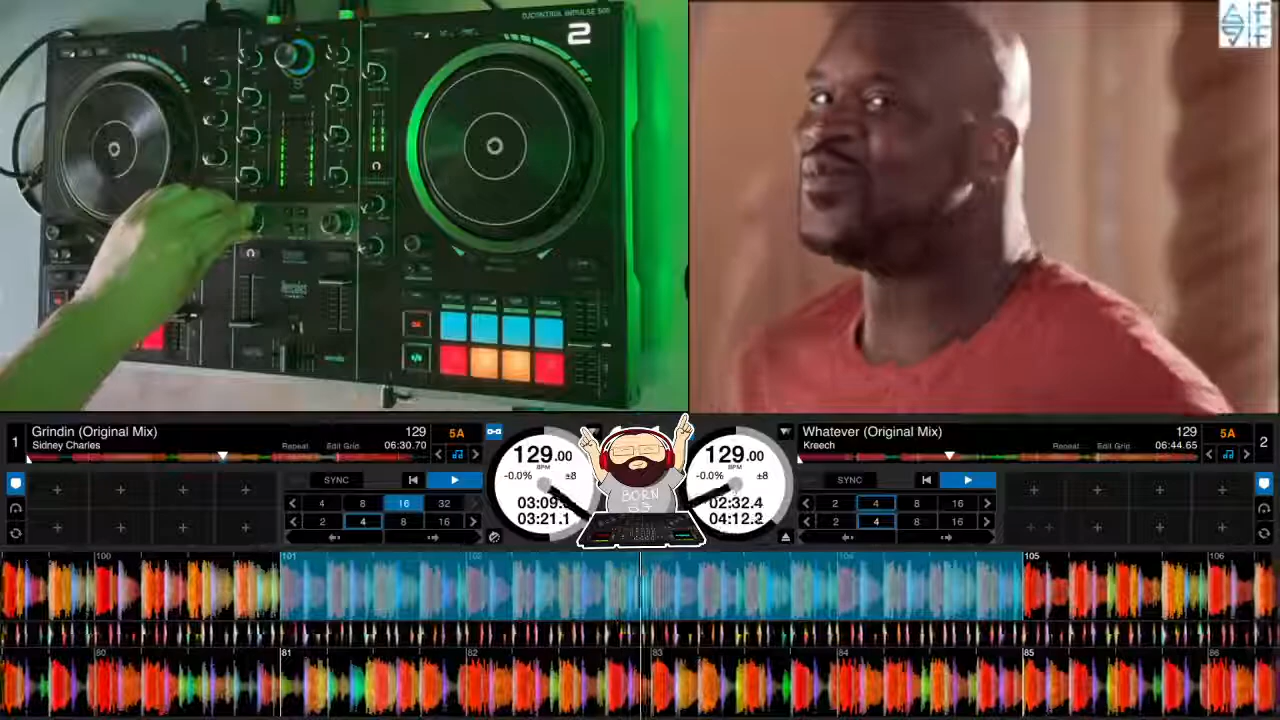 DJCONTROL IMPULSE 500
2
1
Grindin (Original Mix)
129
5A
Sidney Charles
Repeat
Edit Grid
06:30.70
Whatever (Original Mix)
129
5A
2
Kreech
Repeat
Edit Grid
06:44.65
SYNC
4 8 16 32
2 4 8 16
129.00
BPM
-0.0% ±8
03:09.
03:21.1
BORN
129.00
BPM
-0.0% ±8
02:32.4
04:12.2
SYNC
2 4 8 16
2 4 8 16
100 101 102 105 106
80 81 82 83 84 85 86